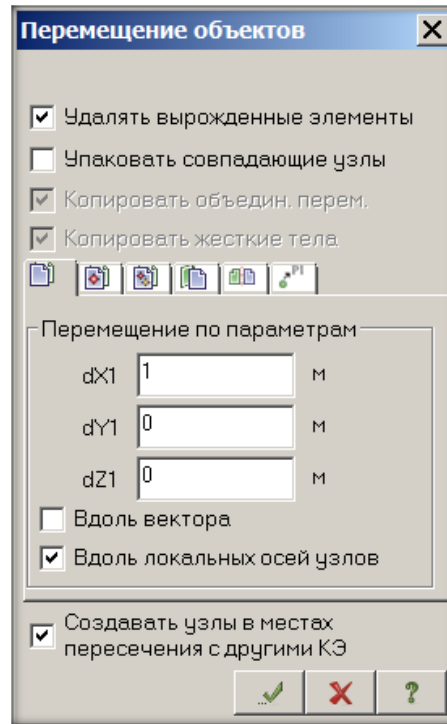 Перемещение объектов
Удалять вырожденные элементы
Упаковать совпадающие узлы
Копировать объедин. перем.
Копировать жесткие тела
PI
Перемещение по параметрам
dX1 1 м
dY1 0 м
dZ1 0 м
Вдоль вектора
Вдоль локальных осей узлов
Создавать узлы в местах
пересечения с другими КЭ
?